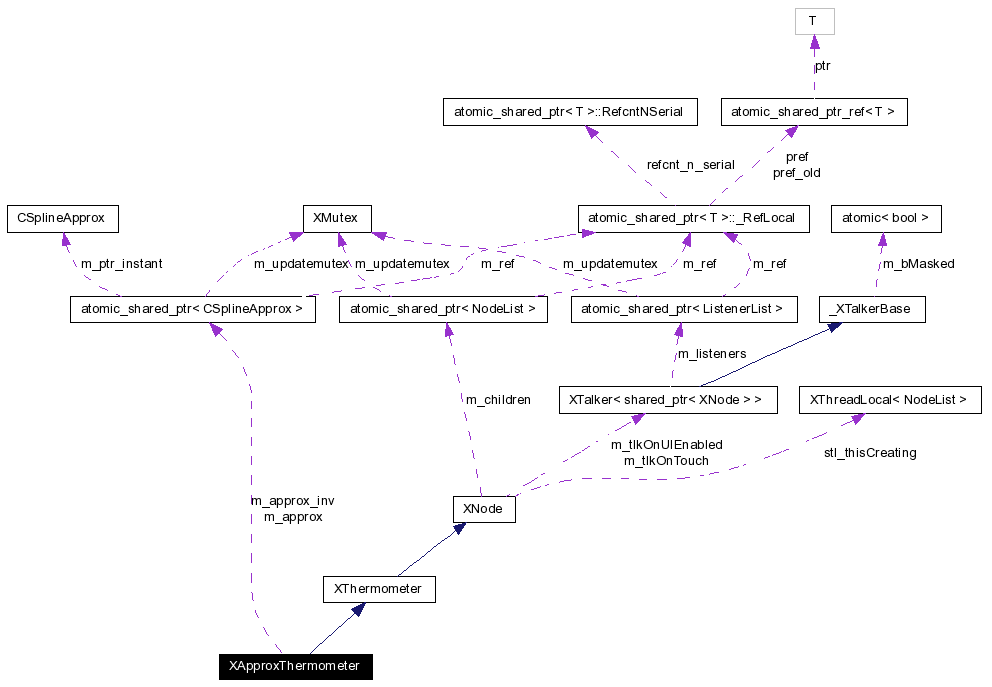 T
ptr
atomic_shared_ptr< T >::RefcntNSerial
atomic_shared_ptr_ref< T >
refcnt_n_serial
pref
pref_old
CSplineApprox
XMutex
atomic_shared_ptr< T >::_RefLocal
atomic< bool >
m_ptr_instant
m_updatemutex
m_updatemutex
m_ref
m_updatemutex
m_ref
m_ref
m_bMasked
atomic_shared_ptr< CSplineApprox >
atomic_shared_ptr< NodeList >
atomic_shared_ptr< ListenerList >
_XTalkerBase
m_listeners
m_children
XTalker< shared_ptr< XNode > >
XThreadLocal< NodeList >
m_tlkOnUIEnabled
m_tlkOnTouch
stl_thisCreating
m_approx_inv
m_approx
XNode
XThermometer
XApproxThermometer